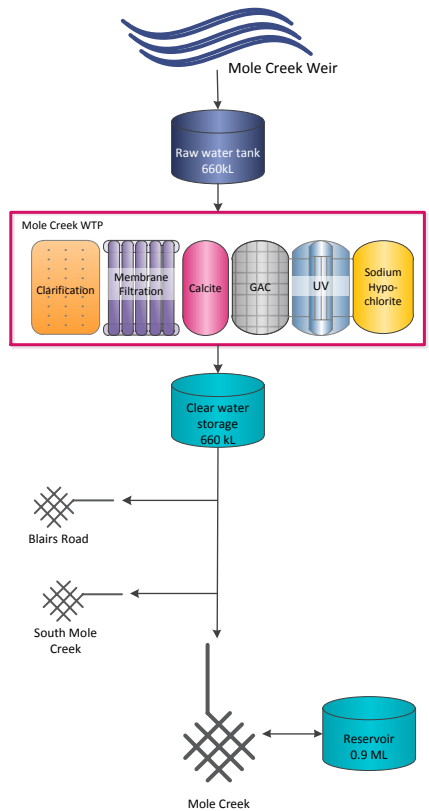 Mole Creek Weir
Raw water tank
660kL
Mole Creek WTP
Clarification
Membrane
Filtration
Calcite
GAC
UV
Sodium
Hypo-
chlorite
Clear water
storage
660 kL
Blairs Road
South Mole
Creek
Reservoir
0.9 ML
Mole Creek